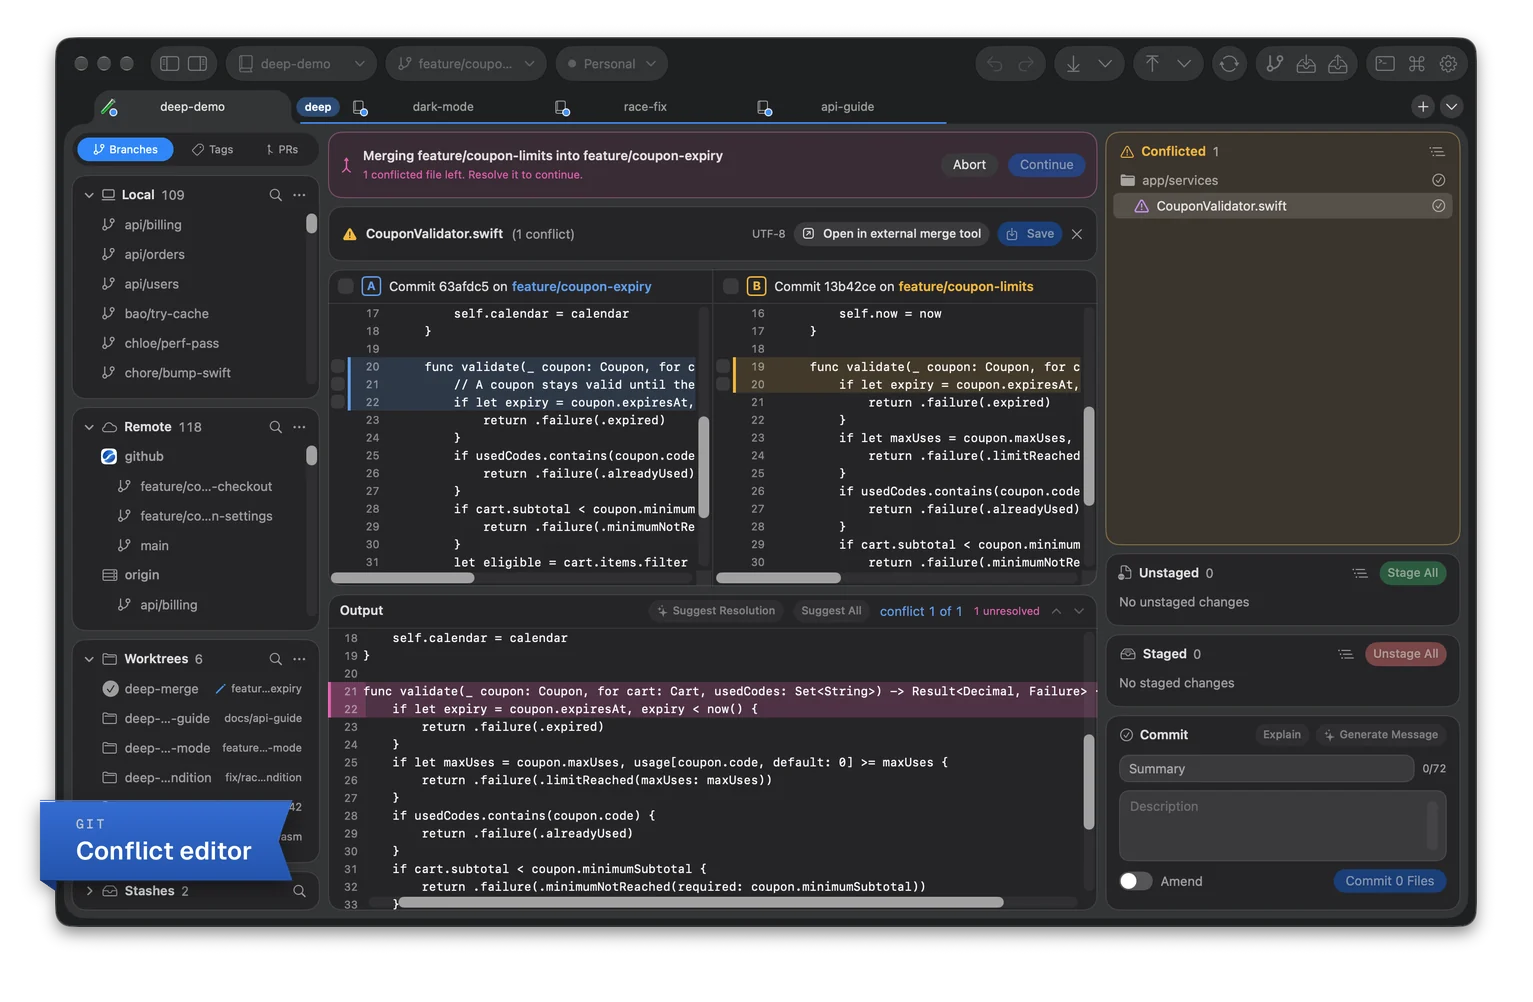 deep-demo
feature/coupo...
Personal
deep-demo
deep
dark-mode
race-fix
api-guide
Branches
Tags
PRs
Local 109
api/billing
api/orders
api/users
bao/try-cache
chloe/perf-pass
chore/bump-swift
Remote 118
github
feature/co...-checkout
feature/co...n-settings
main
origin
api/billing
Worktrees 6
deep-merge featur...expiry
deep-...-guide docs/api-guide
deep-...-mode feature...-mode
deep-...ndition fix/rac...ndition
42
asm
GIT
Conflict editor
Stashes 2
Merging feature/coupon-limits into feature/coupon-expiry
1 conflicted file left. Resolve it to continue.
Abort
Continue
CouponValidator.swift (1 conflict)
UTF-8
Open in external merge tool
Save
A Commit 63afdc5 on feature/coupon-expiry
17 self.calendar = calendar
18 }
19
20 func validate(_ coupon: Coupon, for c
21 // A coupon stays valid until the
22 if let expiry = coupon.expiresAt,
23 return .failure(.expired)
24 }
25 if usedCodes.contains(coupon.code
26 return .failure(.alreadyUsed)
27 }
28 if cart.subtotal < coupon.minimum
29 return .failure(.minimumNotRe
30 }
31 let eligible = cart.items.filter
B Commit 13b42ce on feature/coupon-limits
16 self.now = now
17 }
18
19 func validate(_ coupon: Coupon, for c
20 if let expiry = coupon.expiresAt,
21 return .failure(.expired)
22 }
23 if let maxUses = coupon.maxUses,
24 return .failure(.limitReached
25 }
26 if usedCodes.contains(coupon.code
27 return .failure(.alreadyUsed)
28 }
29 if cart.subtotal < coupon.minimum
30 return .failure(.minimumNotRe
Output
Suggest Resolution
Suggest All
conflict 1 of 1
1 unresolved
18 self.calendar = calendar
19 }
20
21 func validate(_ coupon: Coupon, for cart: Cart, usedCodes: Set<String>) -> Result<Decimal, Failure>
22 if let expiry = coupon.expiresAt, expiry < now() {
23 return .failure(.expired)
24 }
25 if let maxUses = coupon.maxUses, usage[coupon.code, default: 0] >= maxUses {
26 return .failure(.limitReached(maxUses: maxUses))
27 }
28 if usedCodes.contains(coupon.code) {
29 return .failure(.alreadyUsed)
30 }
31 if cart.subtotal < coupon.minimumSubtotal {
32 return .failure(.minimumNotReached(required: coupon.minimumSubtotal))
33 }
Conflicted 1
app/services
CouponValidator.swift
Unstaged 0
Stage All
No unstaged changes
Staged 0
Unstage All
No staged changes
Commit
Explain
Generate Message
Summary
0/72
Description
Amend
Commit 0 Files